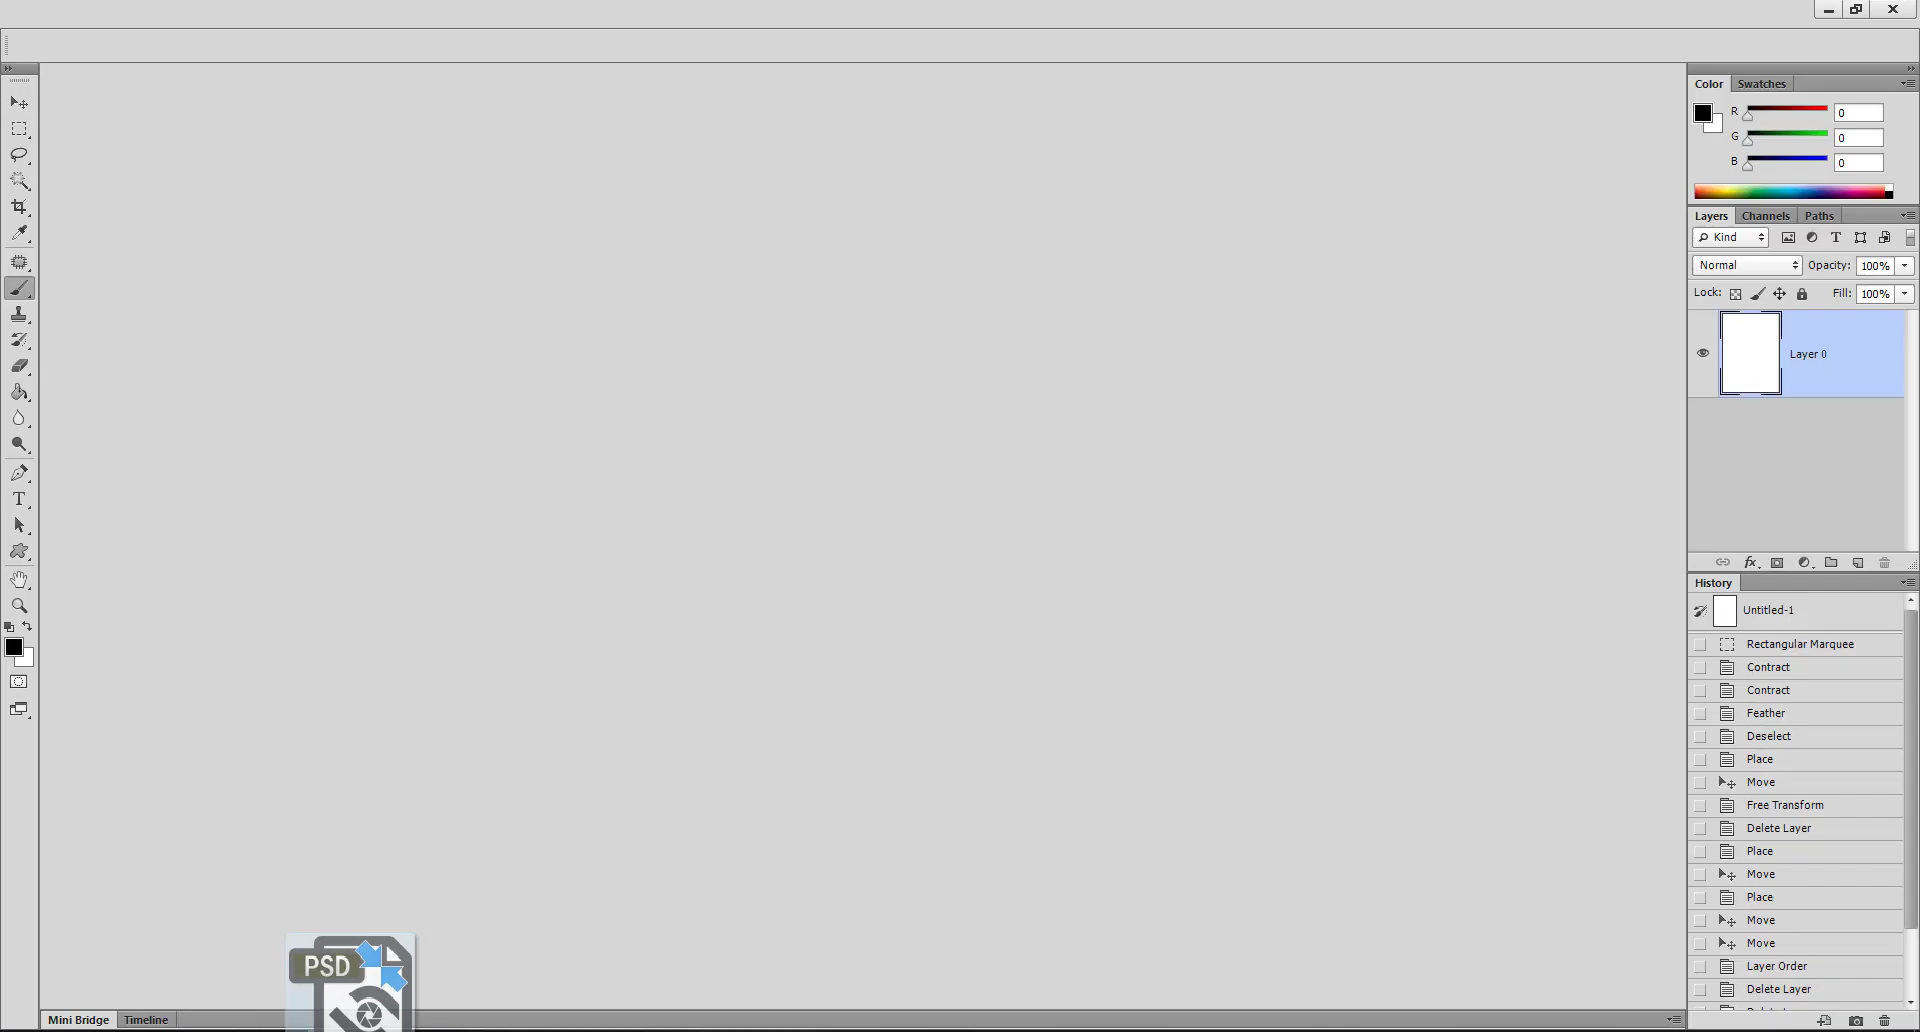 Color Swatches
R 0
G 0
B 0
Layers Channels Paths
Kind T
Normal Opacity: 100%
Lock: Fill: 100%
Layer 0
fx
History
Untitled-1
Rectangular Marquee
Contract
Contract
Feather
Deselect
Place
Move
Free Transform
Delete Layer
Place
Move
Place
Move
Move
Layer Order
Delete Layer
T
PSD
Mini Bridge Timeline